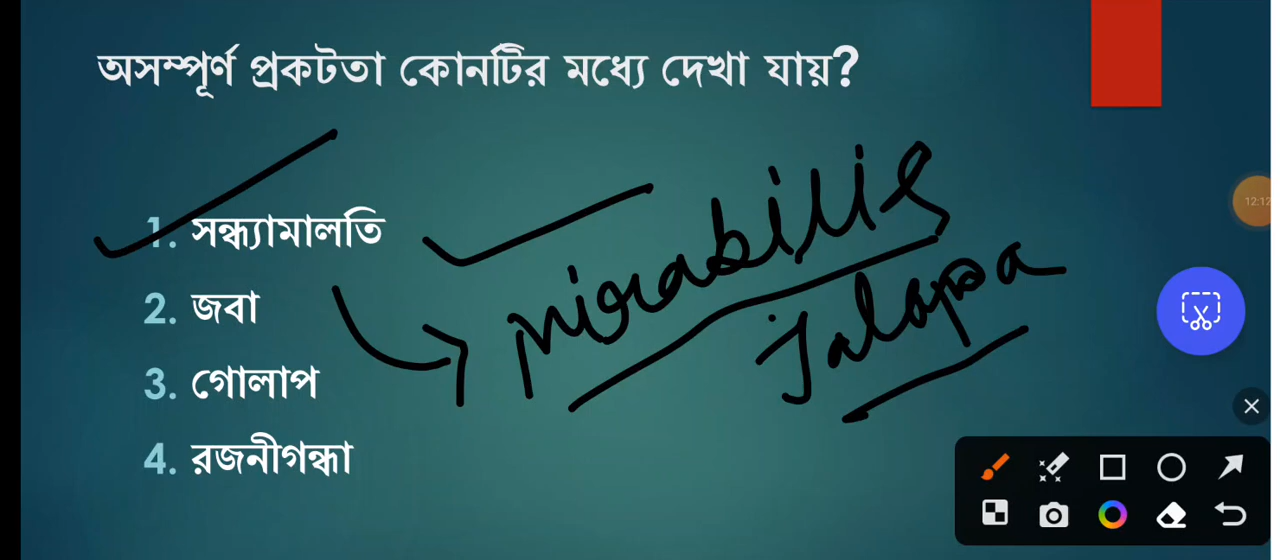 অসম্পূর্ণ প্রকটতা কোনটির মধ্যে দেখা যায়?
1. সন্ধ্যামালতি
2. জবা
3. গোলাপ
4. রজনীগন্ধা
Mirabilis
Jalapa
12:12